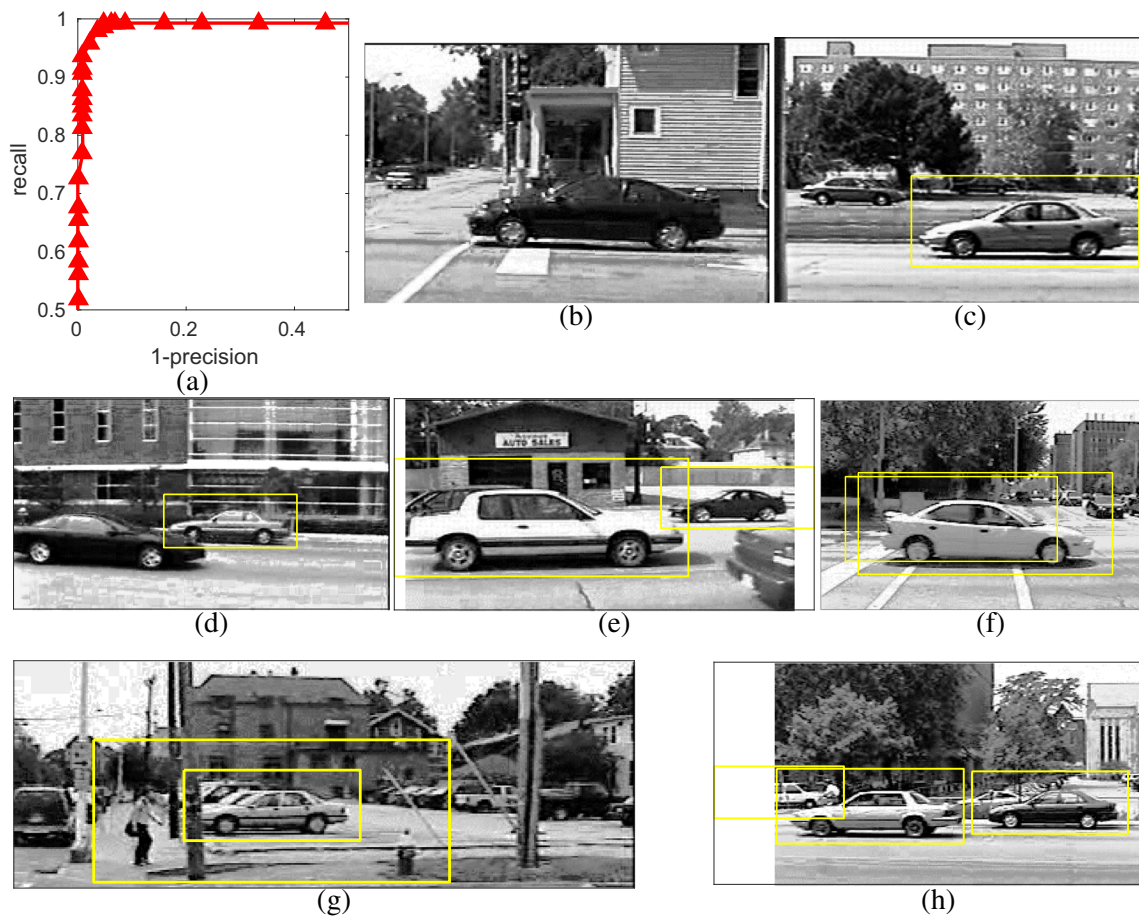 1
0.9
0.8
0.7
0.6
0.5
0
0.2
0.4
recall
1-precision
(a)
(b)
(c)
AUTO SALES
(d)
(e)
(f)
(g)
(h)